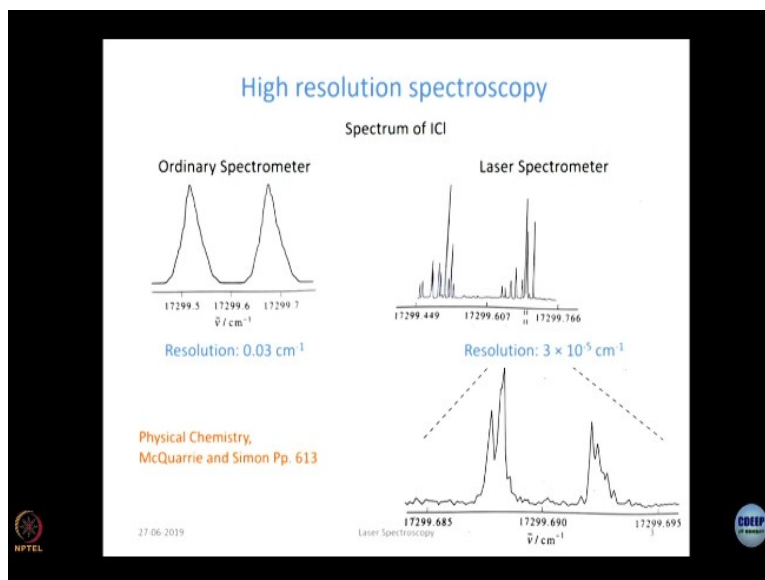 High resolution spectroscopy
Spectrum of ICl
Ordinary Spectrometer
Laser Spectrometer
17299.5 17299.6 17299.7
ν̃ / cm⁻¹
17299.449 17299.607 17299.766
Resolution: 0.03 cm⁻¹
Resolution: 3 × 10⁻⁵ cm⁻¹
Physical Chemistry,
McQuarrie and Simon Pp. 613
17299.685 17299.690 17299.695
ν̃ / cm⁻¹
27-06-2019
Laser Spectroscopy
3
NPTEL
CDEEP